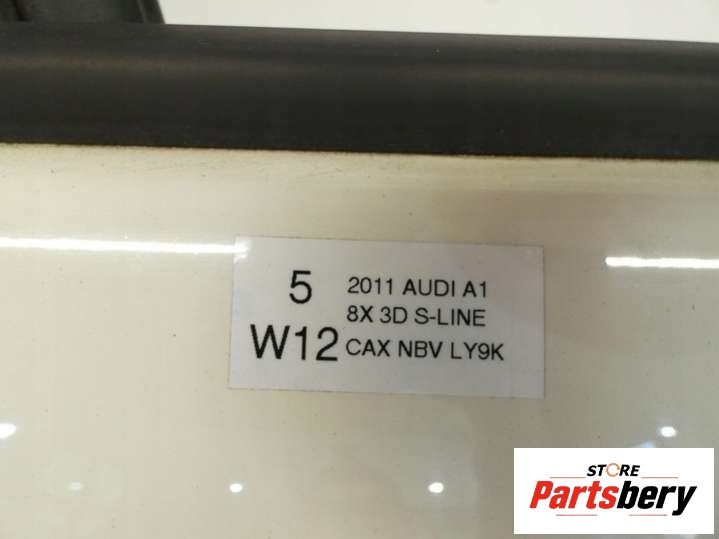 5
2011 AUDI A1
8X 3D S-LINE
W12 CAX NBV LY9K
STORE
Partsbery